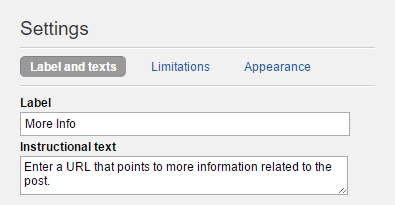 Settings
Label and texts Limitations Appearance
Label
More Info
Instructional text
Enter a URL that points to more information related to the
post.